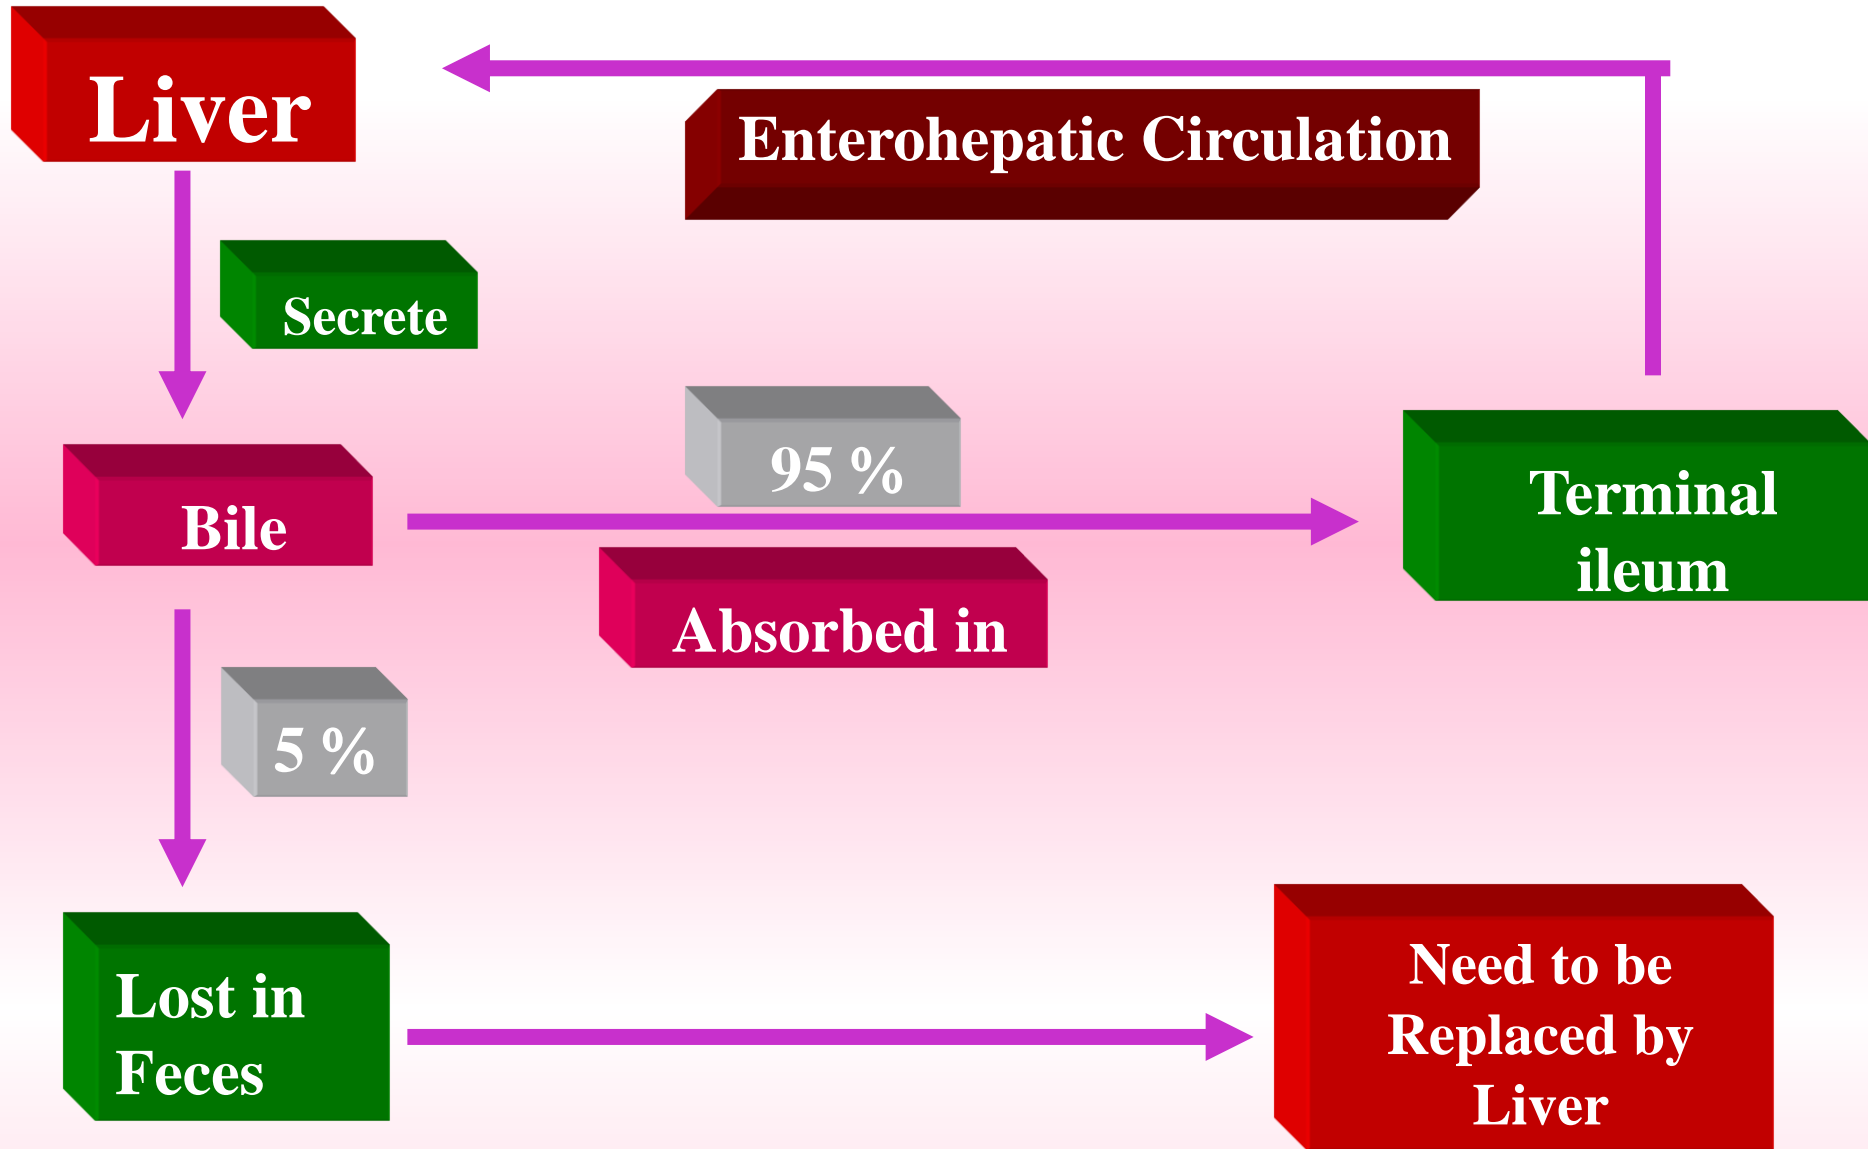 Liver
Enterohepatic Circulation
Secrete
95 %
Bile
Terminal
ileum
Absorbed in
5 %
Lost in
Feces
Need to be
Replaced by
Liver